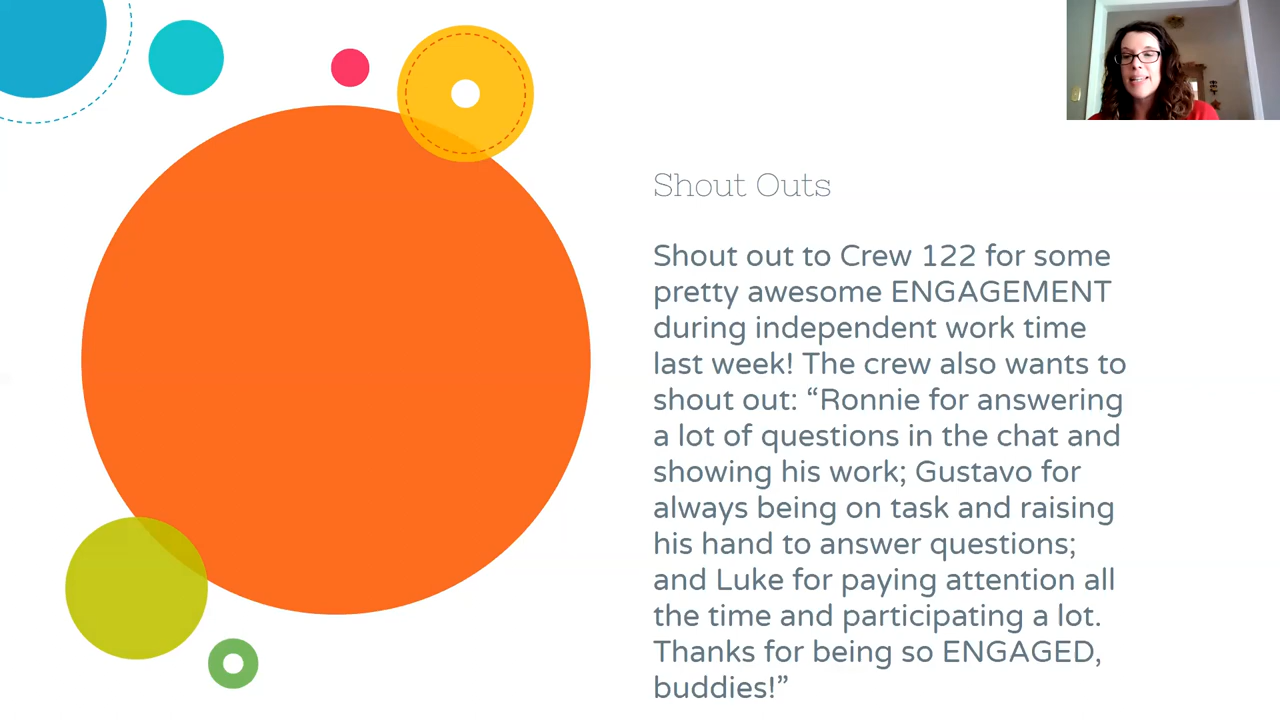 Shout Outs
Shout out to Crew 122 for some
pretty awesome ENGAGEMENT
during independent work time
last week! The crew also wants to
shout out: “Ronnie for answering
a lot of questions in the chat and
showing his work; Gustavo for
always being on task and raising
his hand to answer questions;
and Luke for paying attention all
the time and participating a lot.
Thanks for being so ENGAGED,
buddies!”